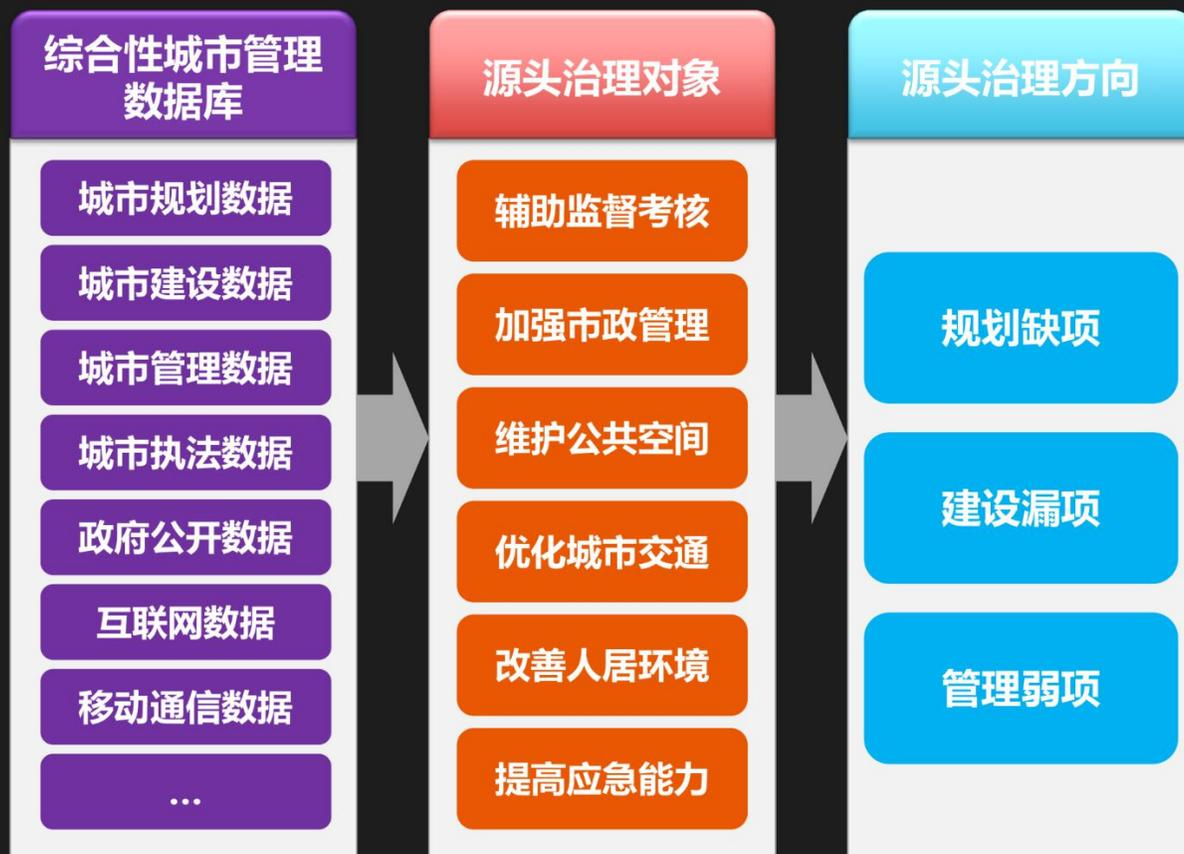 综合性城市管理
数据库
城市规划数据
城市建设数据
城市管理数据
城市执法数据
政府公开数据
互联网数据
移动通信数据
...
源头治理对象
辅助监督考核
加强市政管理
维护公共空间
优化城市交通
改善人居环境
提高应急能力
源头治理方向
规划缺项
建设漏项
管理弱项